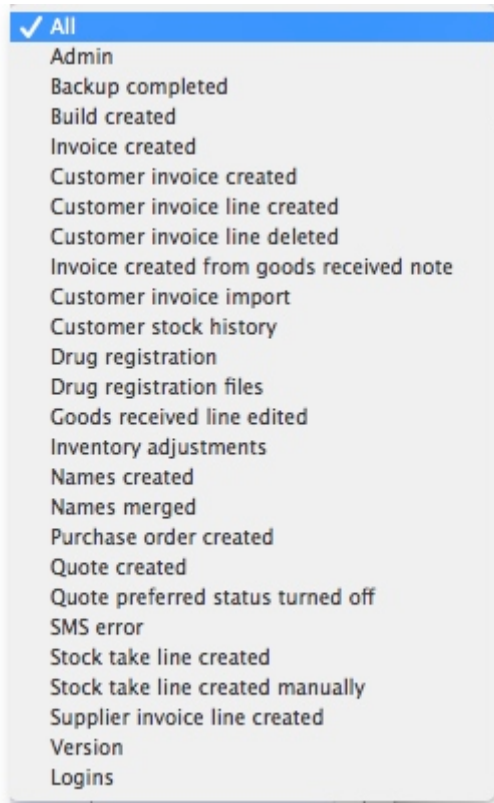 All
Admin
Backup completed
Build created
Invoice created
Customer invoice created
Customer invoice line created
Customer invoice line deleted
Invoice created from goods received note
Customer invoice import
Customer stock history
Drug registration
Drug registration files
Goods received line edited
Inventory adjustments
Names created
Names merged
Purchase order created
Quote created
Quote preferred status turned off
SMS error
Stock take line created
Stock take line created manually
Supplier invoice line created
Version
Logins